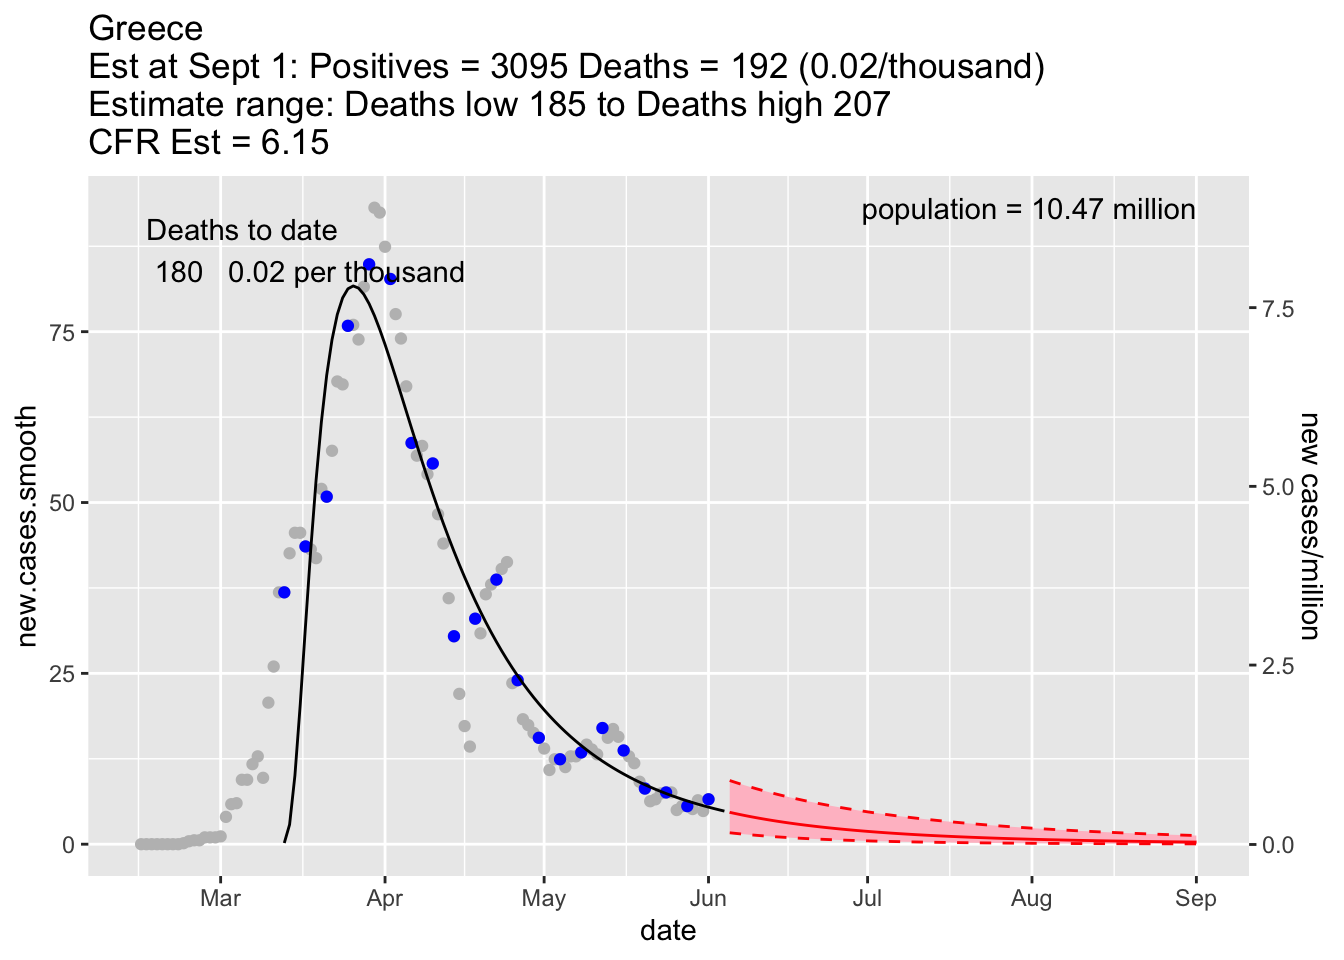 Greece
Est at Sept 1: Positives = 3095 Deaths = 192 (0.02/thousand)
Estimate range: Deaths low 185 to Deaths high 207
CFR Est = 6.15
population = 10.47 million
Deaths to date
180 0.02 per thousand
75
50
25
0
new.cases.smooth
7.5
5.0
2.5
0.0
new cases/million
Mar Apr May Jun Jul Aug Sep
date